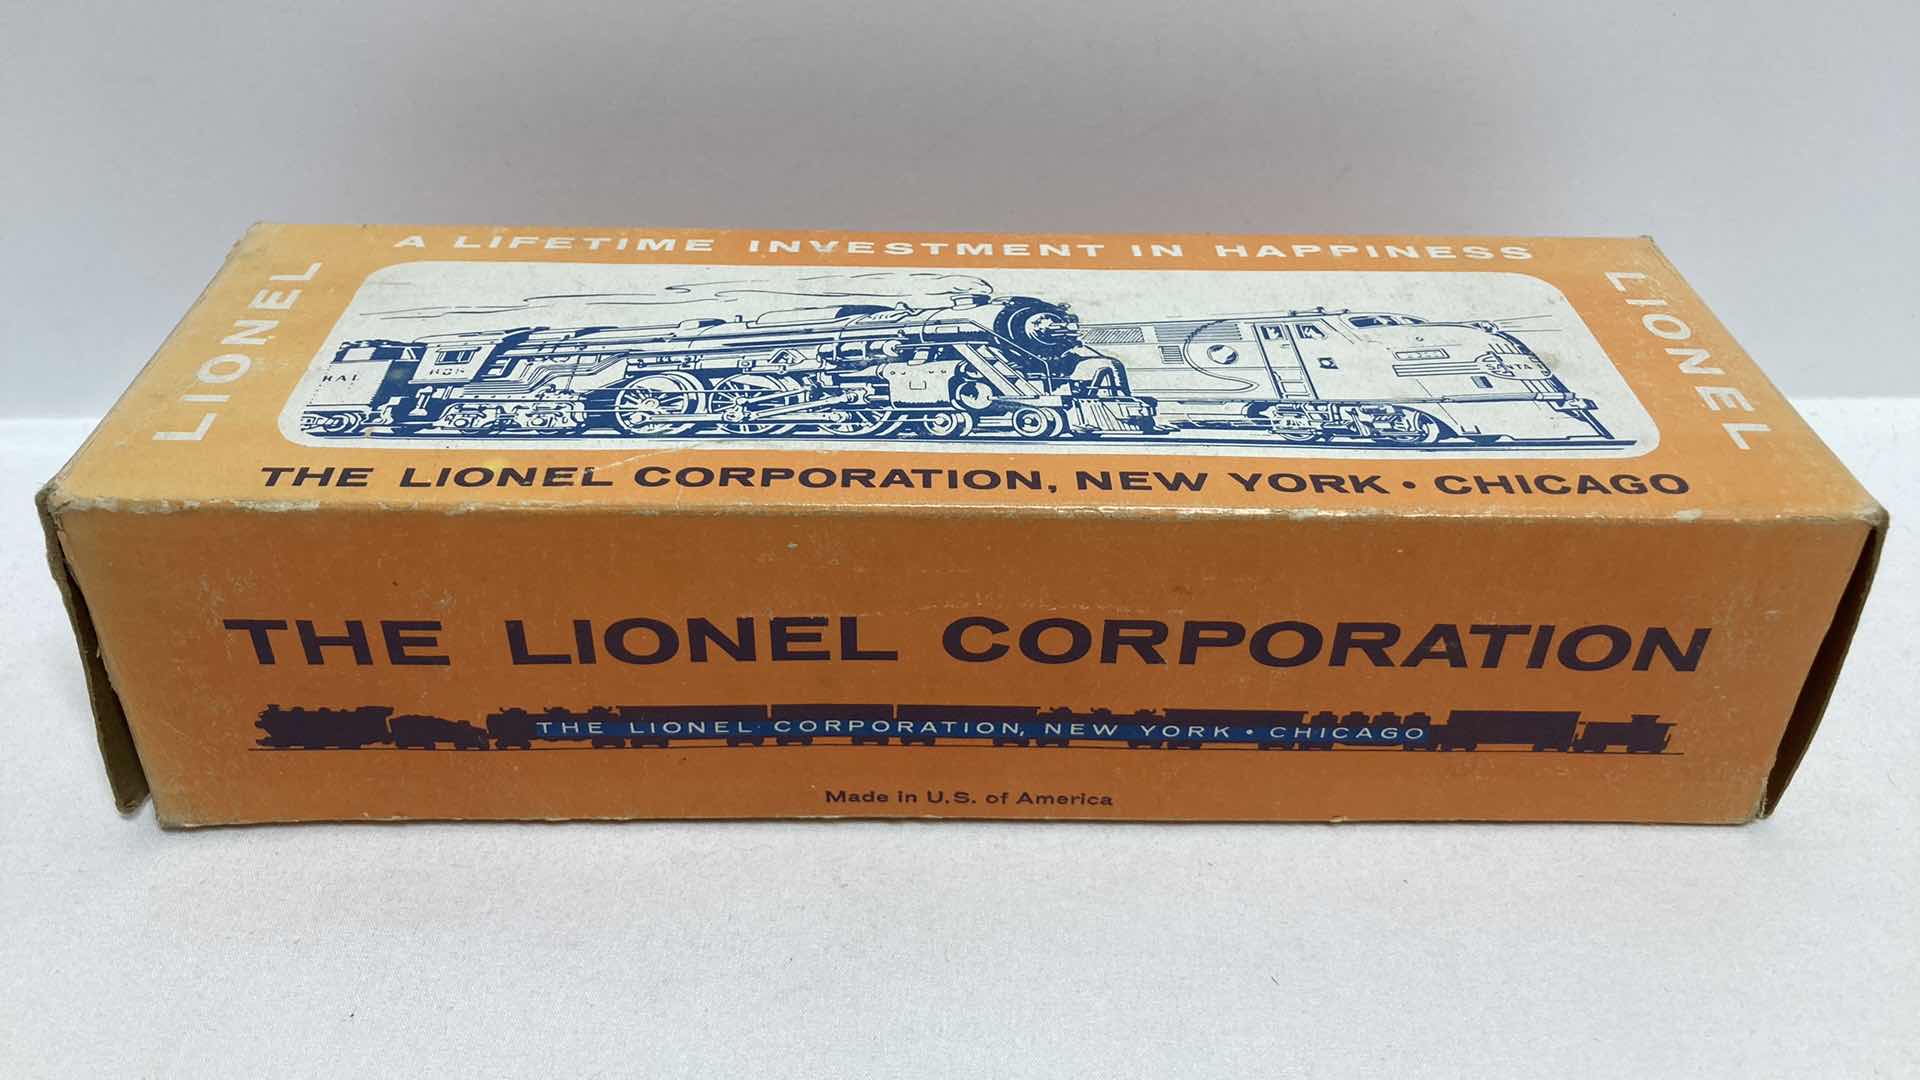 A LIFETIME INVESTMENT IN HAPPINESS
LIONEL
LIONEL
SANTA
THE LIONEL CORPORATION, NEW YORK • CHICAGO
THE LIONEL CORPORATION
THE LIONEL CORPORATION, NEW YORK • CHICAGO
Made in U.S. of America